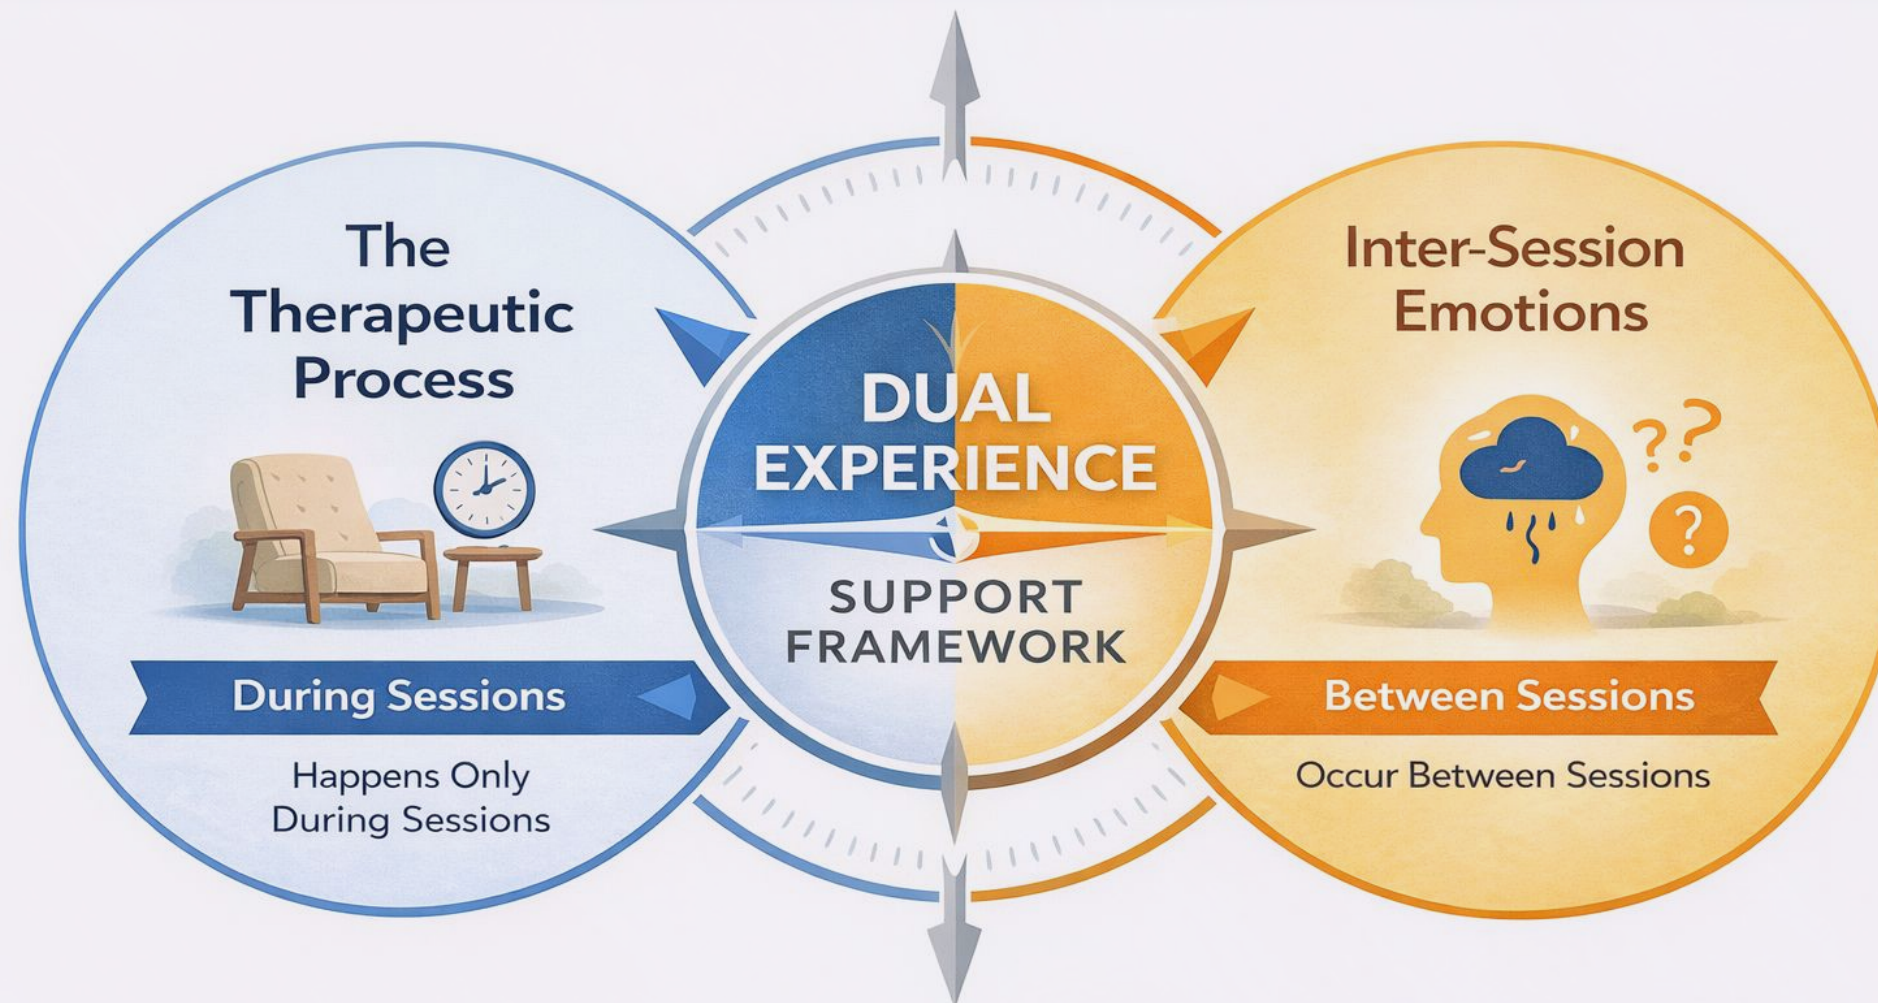 The
Therapeutic
Process
During Sessions
Happens Only
During Sessions
DUAL
EXPERIENCE
SUPPORT
FRAMEWORK
Inter-Session
Emotions
??
?
Between Sessions
Occur Between Sessions